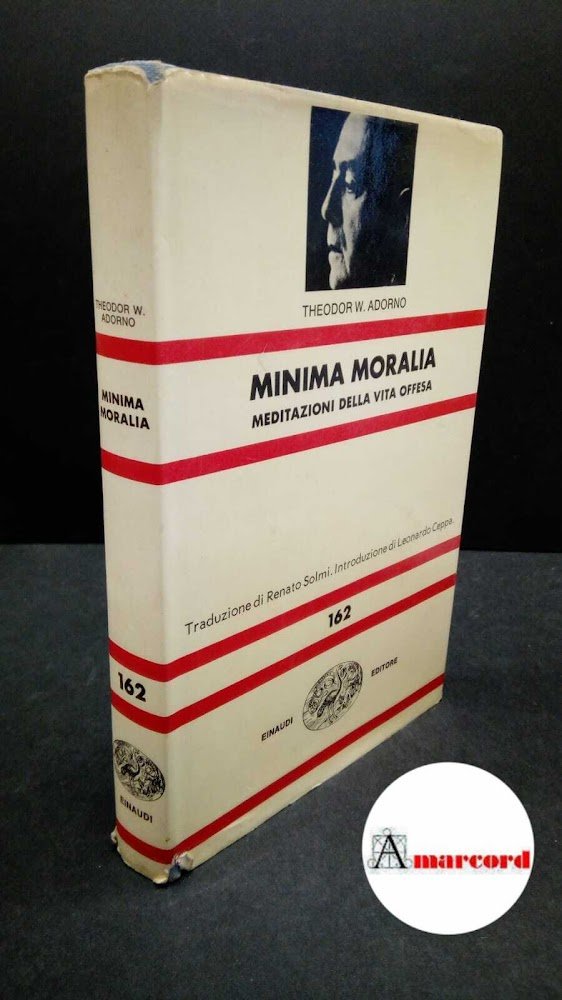 THEODOR W.
ADORNO
MINIMA
MORALIA
162
EINAUDI
THEODOR W. ADORNO
MINIMA MORALIA
MEDITAZIONI DELLA VITA OFFESA
Traduzione di Renato Solmi. Introduzione di Leonardo Ceppa.
162
EINAUDI EDITORE
Amarcord